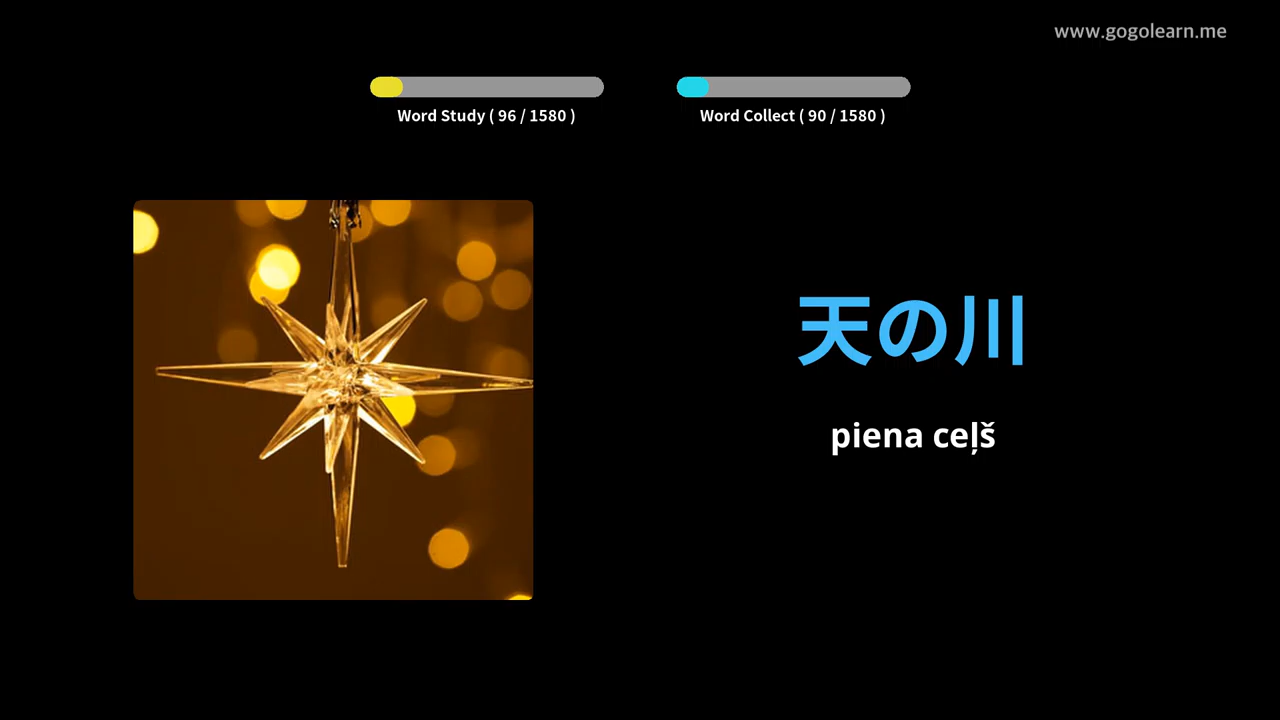 www.gogolearn.me
Word Study ( 96 / 1580 )
Word Collect ( 90 / 1580 )
天の川
piena ceļš